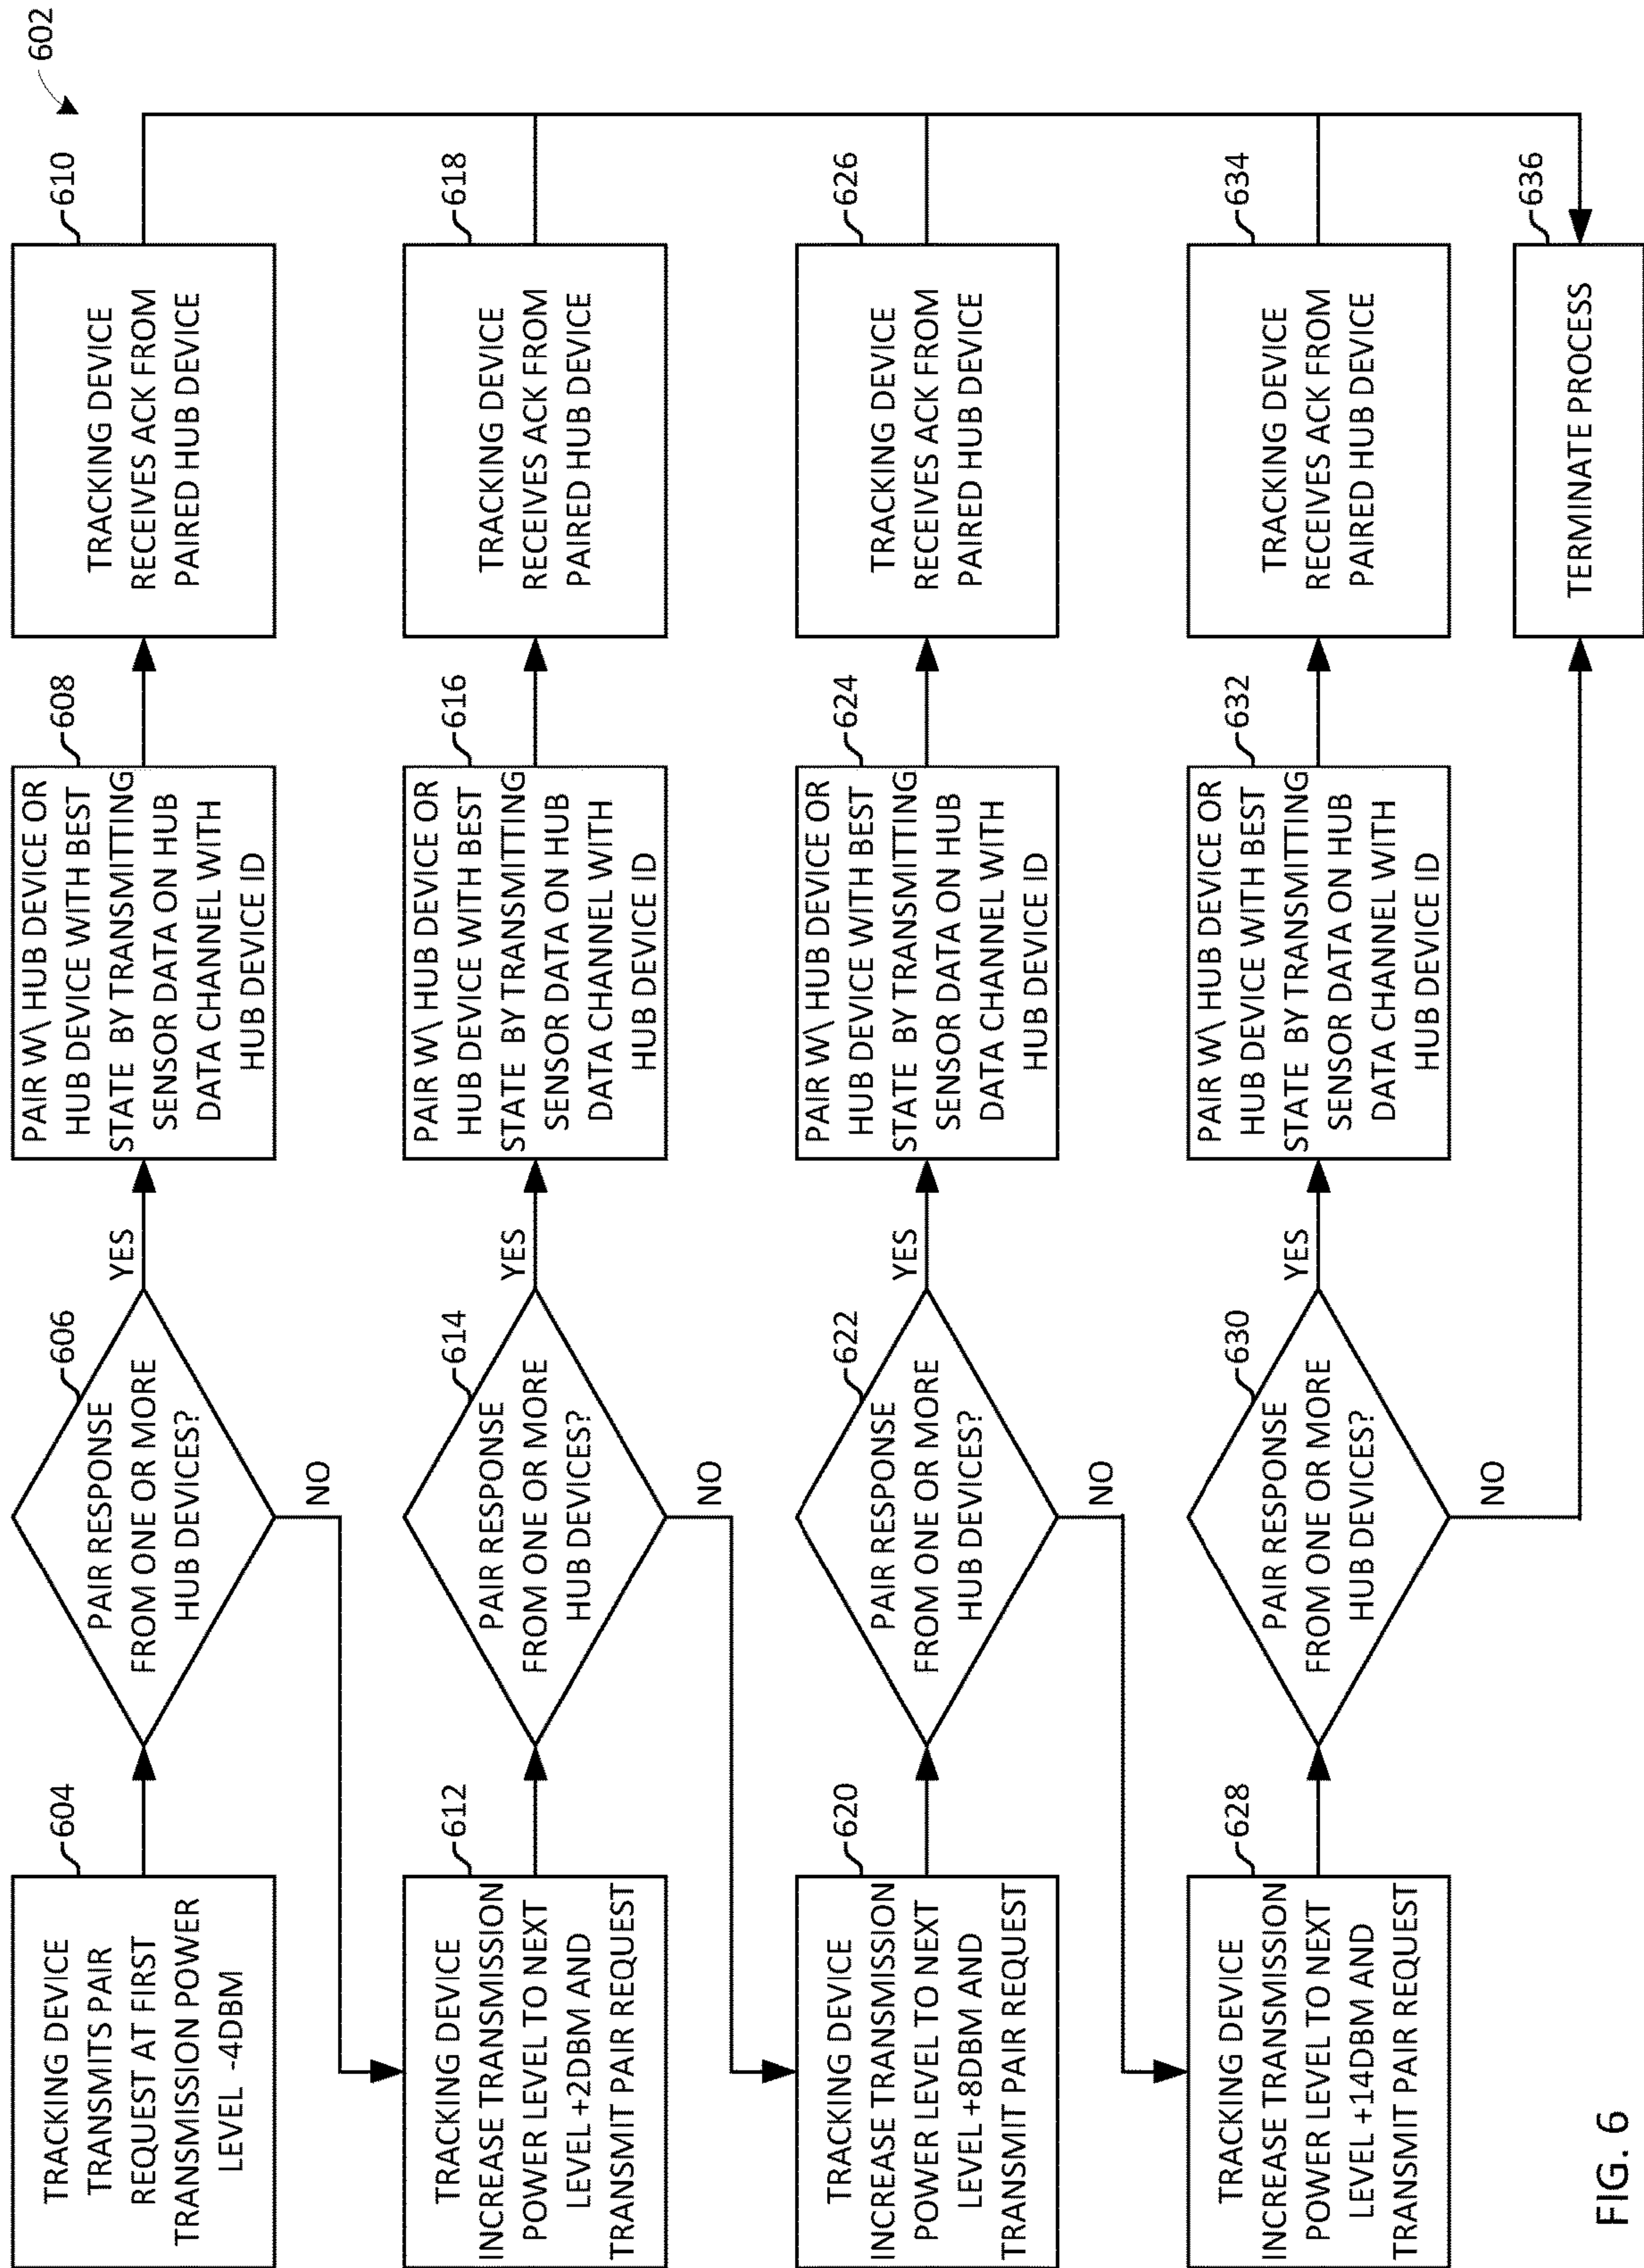 602
604
TRACKING DEVICE
TRANSMITS PAIR
REQUEST AT FIRST
TRANSMISSION POWER
LEVEL -4DBM
606
PAIR RESPONSE
FROM ONE OR MORE
HUB DEVICES?
YES
NO
608
PAIR W\ HUB DEVICE OR
HUB DEVICE WITH BEST
STATE BY TRANSMITTING
SENSOR DATA ON HUB
DATA CHANNEL WITH
HUB DEVICE ID
610
TRACKING DEVICE
RECEIVES ACK FROM
PAIRED HUB DEVICE
612
TRACKING DEVICE
INCREASE TRANSMISSION
POWER LEVEL TO NEXT
LEVEL +2DBM AND
TRANSMIT PAIR REQUEST
614
PAIR RESPONSE
FROM ONE OR MORE
HUB DEVICES?
YES
NO
616
PAIR W\ HUB DEVICE OR
HUB DEVICE WITH BEST
STATE BY TRANSMITTING
SENSOR DATA ON HUB
DATA CHANNEL WITH
HUB DEVICE ID
618
TRACKING DEVICE
RECEIVES ACK FROM
PAIRED HUB DEVICE
620
TRACKING DEVICE
INCREASE TRANSMISSION
POWER LEVEL TO NEXT
LEVEL +8DBM AND
TRANSMIT PAIR REQUEST
622
PAIR RESPONSE
FROM ONE OR MORE
HUB DEVICES?
YES
NO
624
PAIR W\ HUB DEVICE OR
HUB DEVICE WITH BEST
STATE BY TRANSMITTING
SENSOR DATA ON HUB
DATA CHANNEL WITH
HUB DEVICE ID
626
TRACKING DEVICE
RECEIVES ACK FROM
PAIRED HUB DEVICE
628
TRACKING DEVICE
INCREASE TRANSMISSION
POWER LEVEL TO NEXT
LEVEL +14DBM AND
TRANSMIT PAIR REQUEST
630
PAIR RESPONSE
FROM ONE OR MORE
HUB DEVICES?
YES
NO
632
PAIR W\ HUB DEVICE OR
HUB DEVICE WITH BEST
STATE BY TRANSMITTING
SENSOR DATA ON HUB
DATA CHANNEL WITH
HUB DEVICE ID
634
TRACKING DEVICE
RECEIVES ACK FROM
PAIRED HUB DEVICE
636
TERMINATE PROCESS
FIG. 6